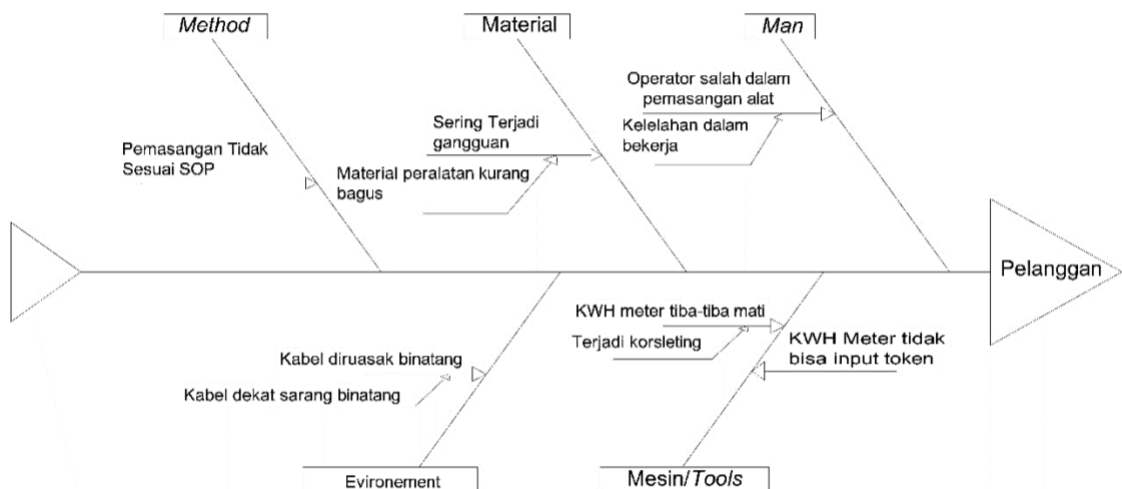 Method
Material
Man
Operator salah dalam
pemasangan alat
Kelelahan dalam
bekerja
Sering Terjadi
gangguan
Material peralatan kurang
bagus
Pemasangan Tidak
Sesuai SOP
Pelanggan
KWH meter tiba-tiba mati
Terjadi korsleting
KWH Meter tidak
bisa input token
Kabel diruasak binatang
Kabel dekat sarang binatang
Evironement
Mesin/Tools